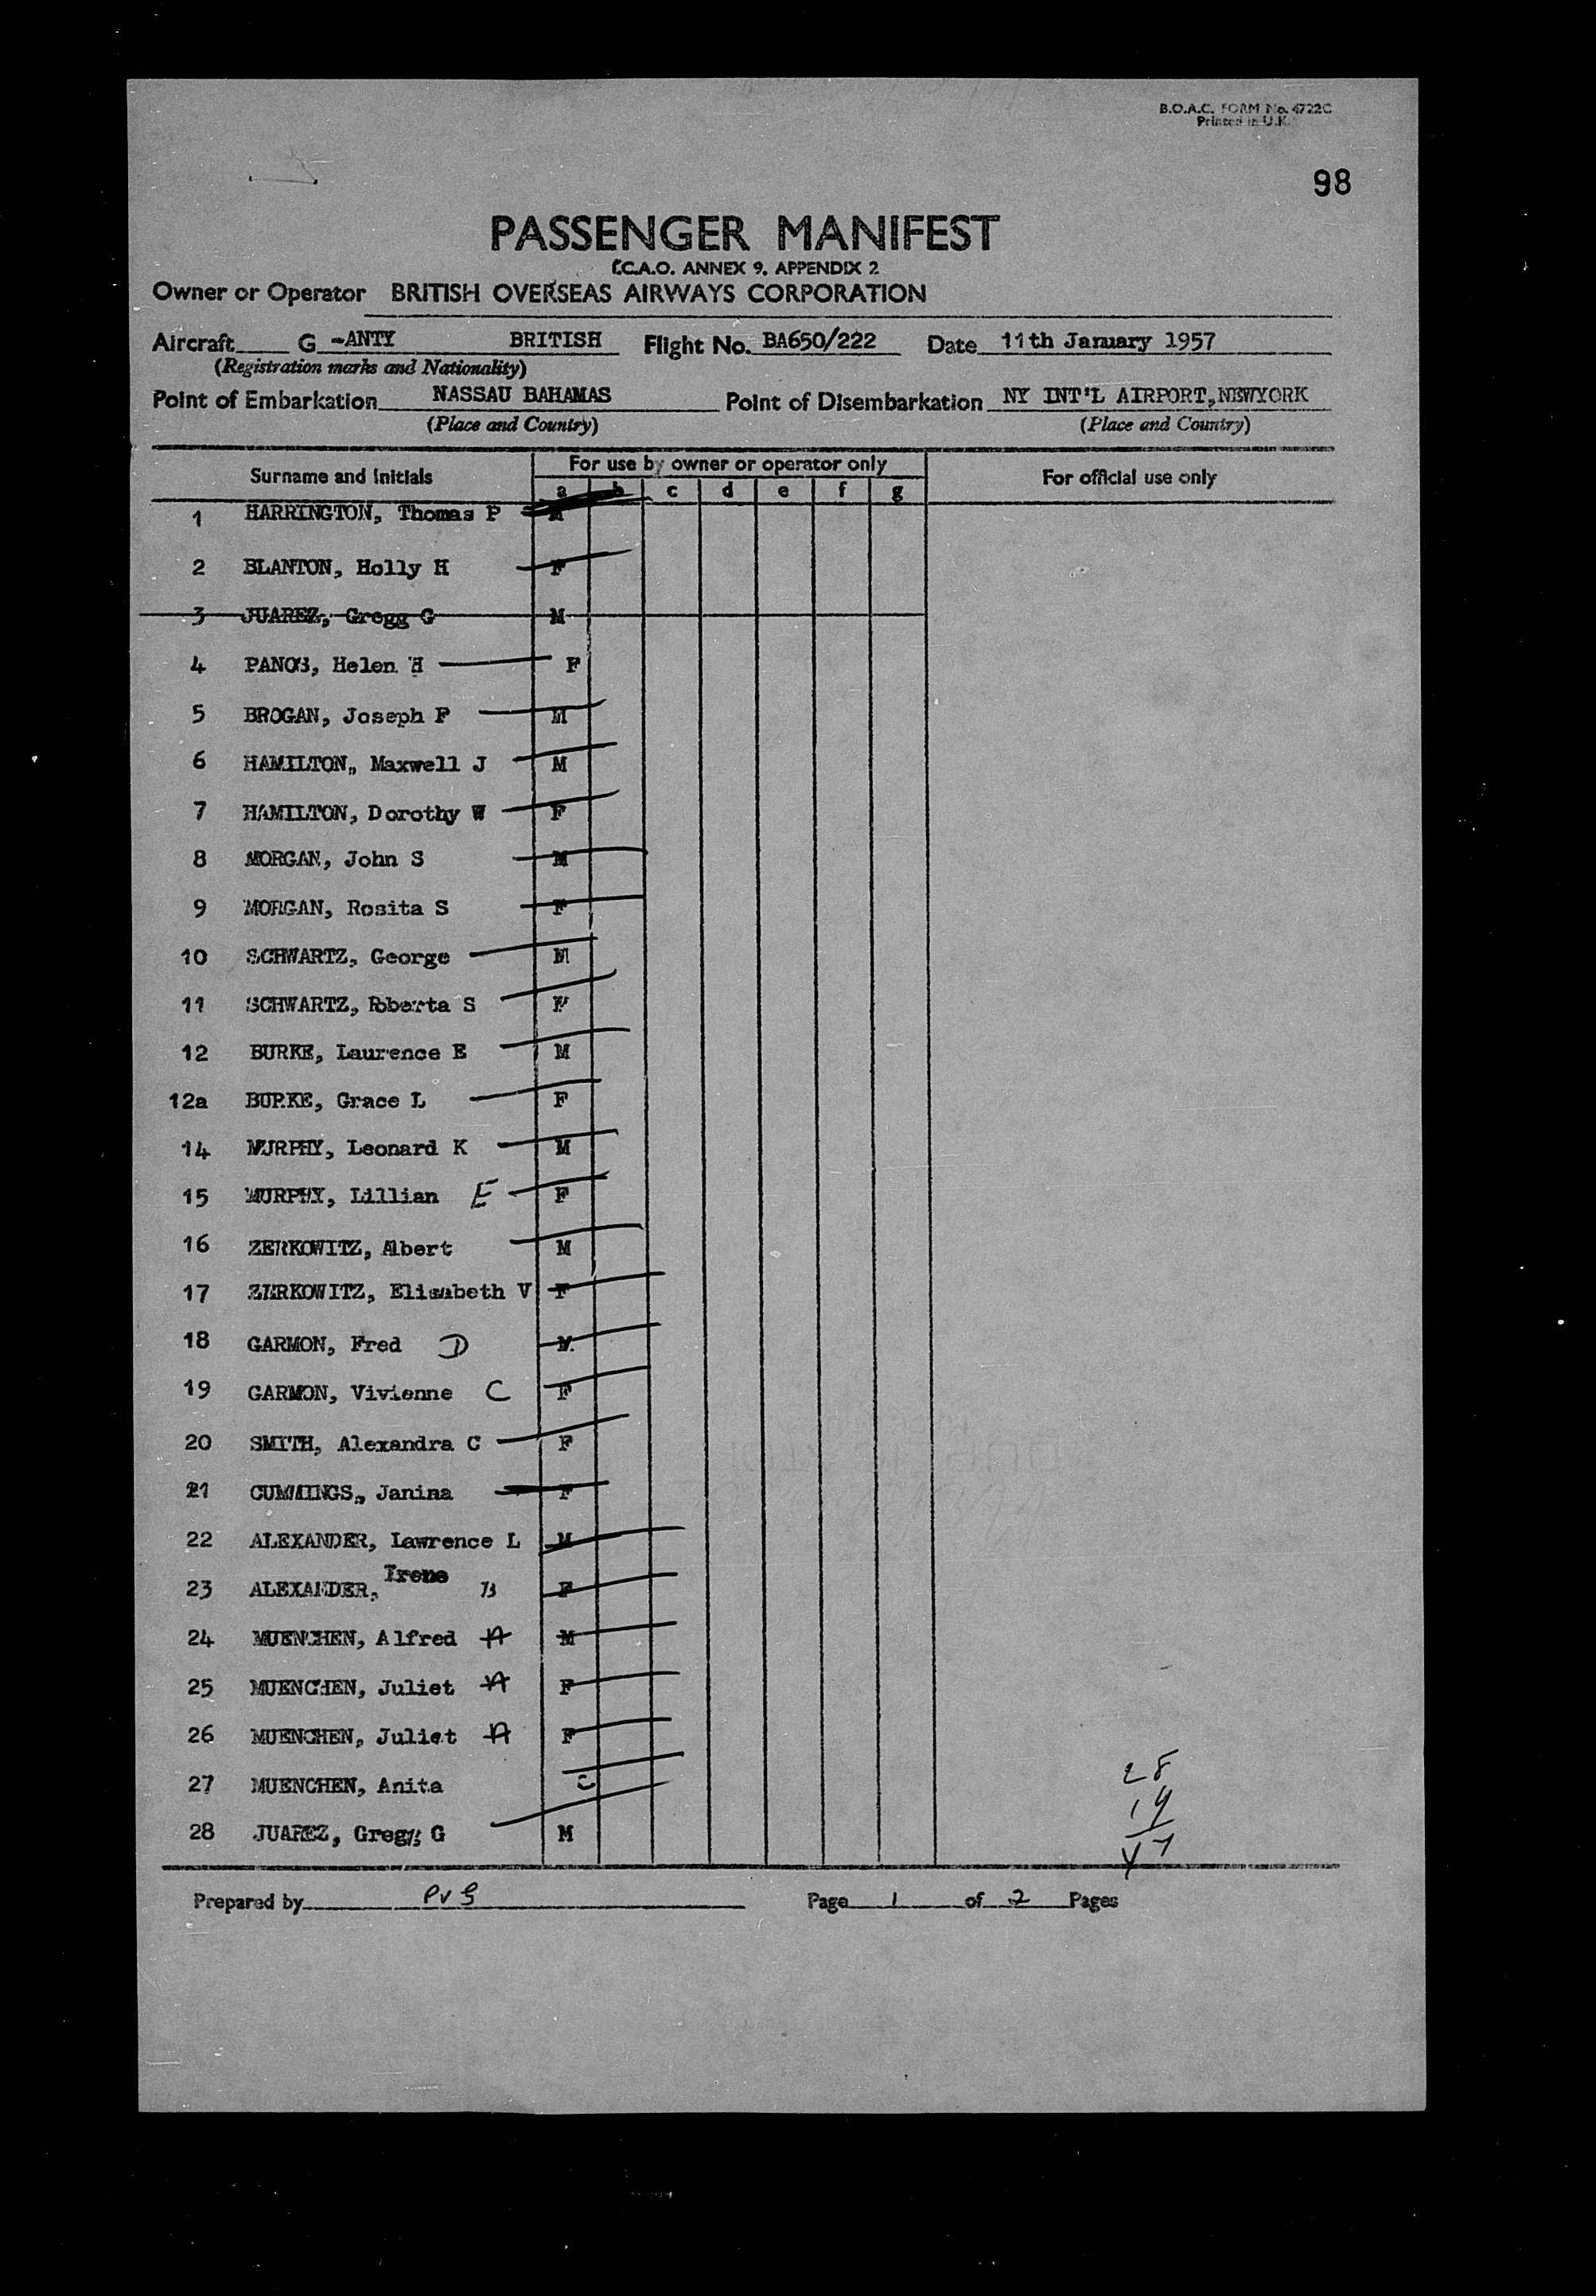 B.O.A.C. FORM No. 4722C
Printed in U.K.
98
PASSENGER MANIFEST
I.C.A.O. ANNEX 9, APPENDIX 2
Owner or Operator BRITISH OVERSEAS AIRWAYS CORPORATION
Aircraft G -ANTY BRITISH Flight No. BA650/222 Date 11th January 1957
(Registration marks and Nationality)
Point of Embarkation NASSAU BAHAMAS Point of Disembarkation NY INT'L AIRPORT,NEWYORK
(Place and Country) (Place and Country)
Surname and Initials For use by owner or operator only For official use only
a b c d e f g
1 HARRINGTON, Thomas P M
2 BLANTON, Holly H F
3 JUAREZ, Gregg G M
4 PANOS, Helen H F
5 BROGAN, Joseph F M
6 HAMILTON, Maxwell J M
7 HAMILTON, Dorothy W F
8 MORGAN, John S M
9 MORGAN, Rosita S F
10 SCHWARTZ, George M
11 SCHWARTZ, Roberta S F
12 BURKE, Laurence E M
12a BURKE, Grace L F
14 MURPHY, Leonard K M
15 MURPHY, Lillian E F
16 ZERKOWITZ, Albert M
17 ZERKOWITZ, Elisabeth V F
18 GARMON, Fred D M
19 GARMON, Vivienne C F
20 SMITH, Alexandra C F
21 CUMMINGS, Janina F
22 ALEXANDER, Lawrence L M
23 ALEXANDER, Irene B F
24 MUENCHEN, Alfred A M
25 MUENCHEN, Juliet A F
26 MUENCHEN, Juliet A F
27 MUENCHEN, Anita C
28 JUAREZ, Gregg G M
28
19
47
Prepared by PvG Page 1 of 2 Pages